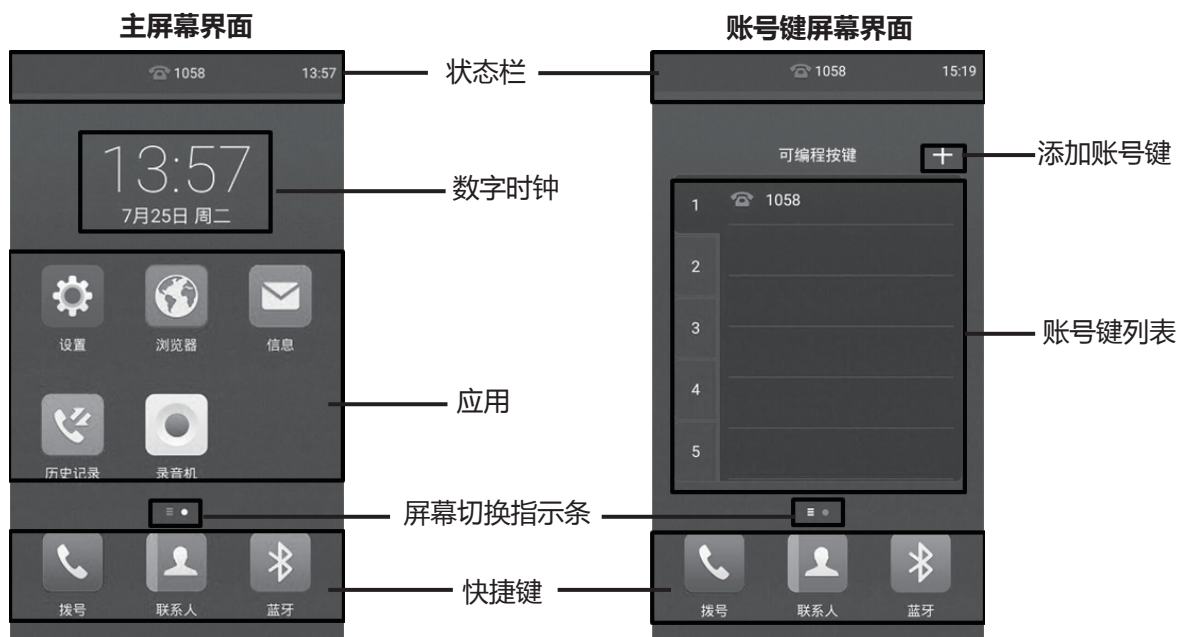 主屏幕界面
账号键屏幕界面
1058
13:57
状态栏
1058
15:19
13:57
7月25日 周二
数字时钟
可编程按键
添加账号键
1
1058
2
3
4
5
账号键列表
设置
浏览器
信息
历史记录
录音机
应用
屏幕切换指示条
拨号
联系人
蓝牙
快捷键
拨号
联系人
蓝牙